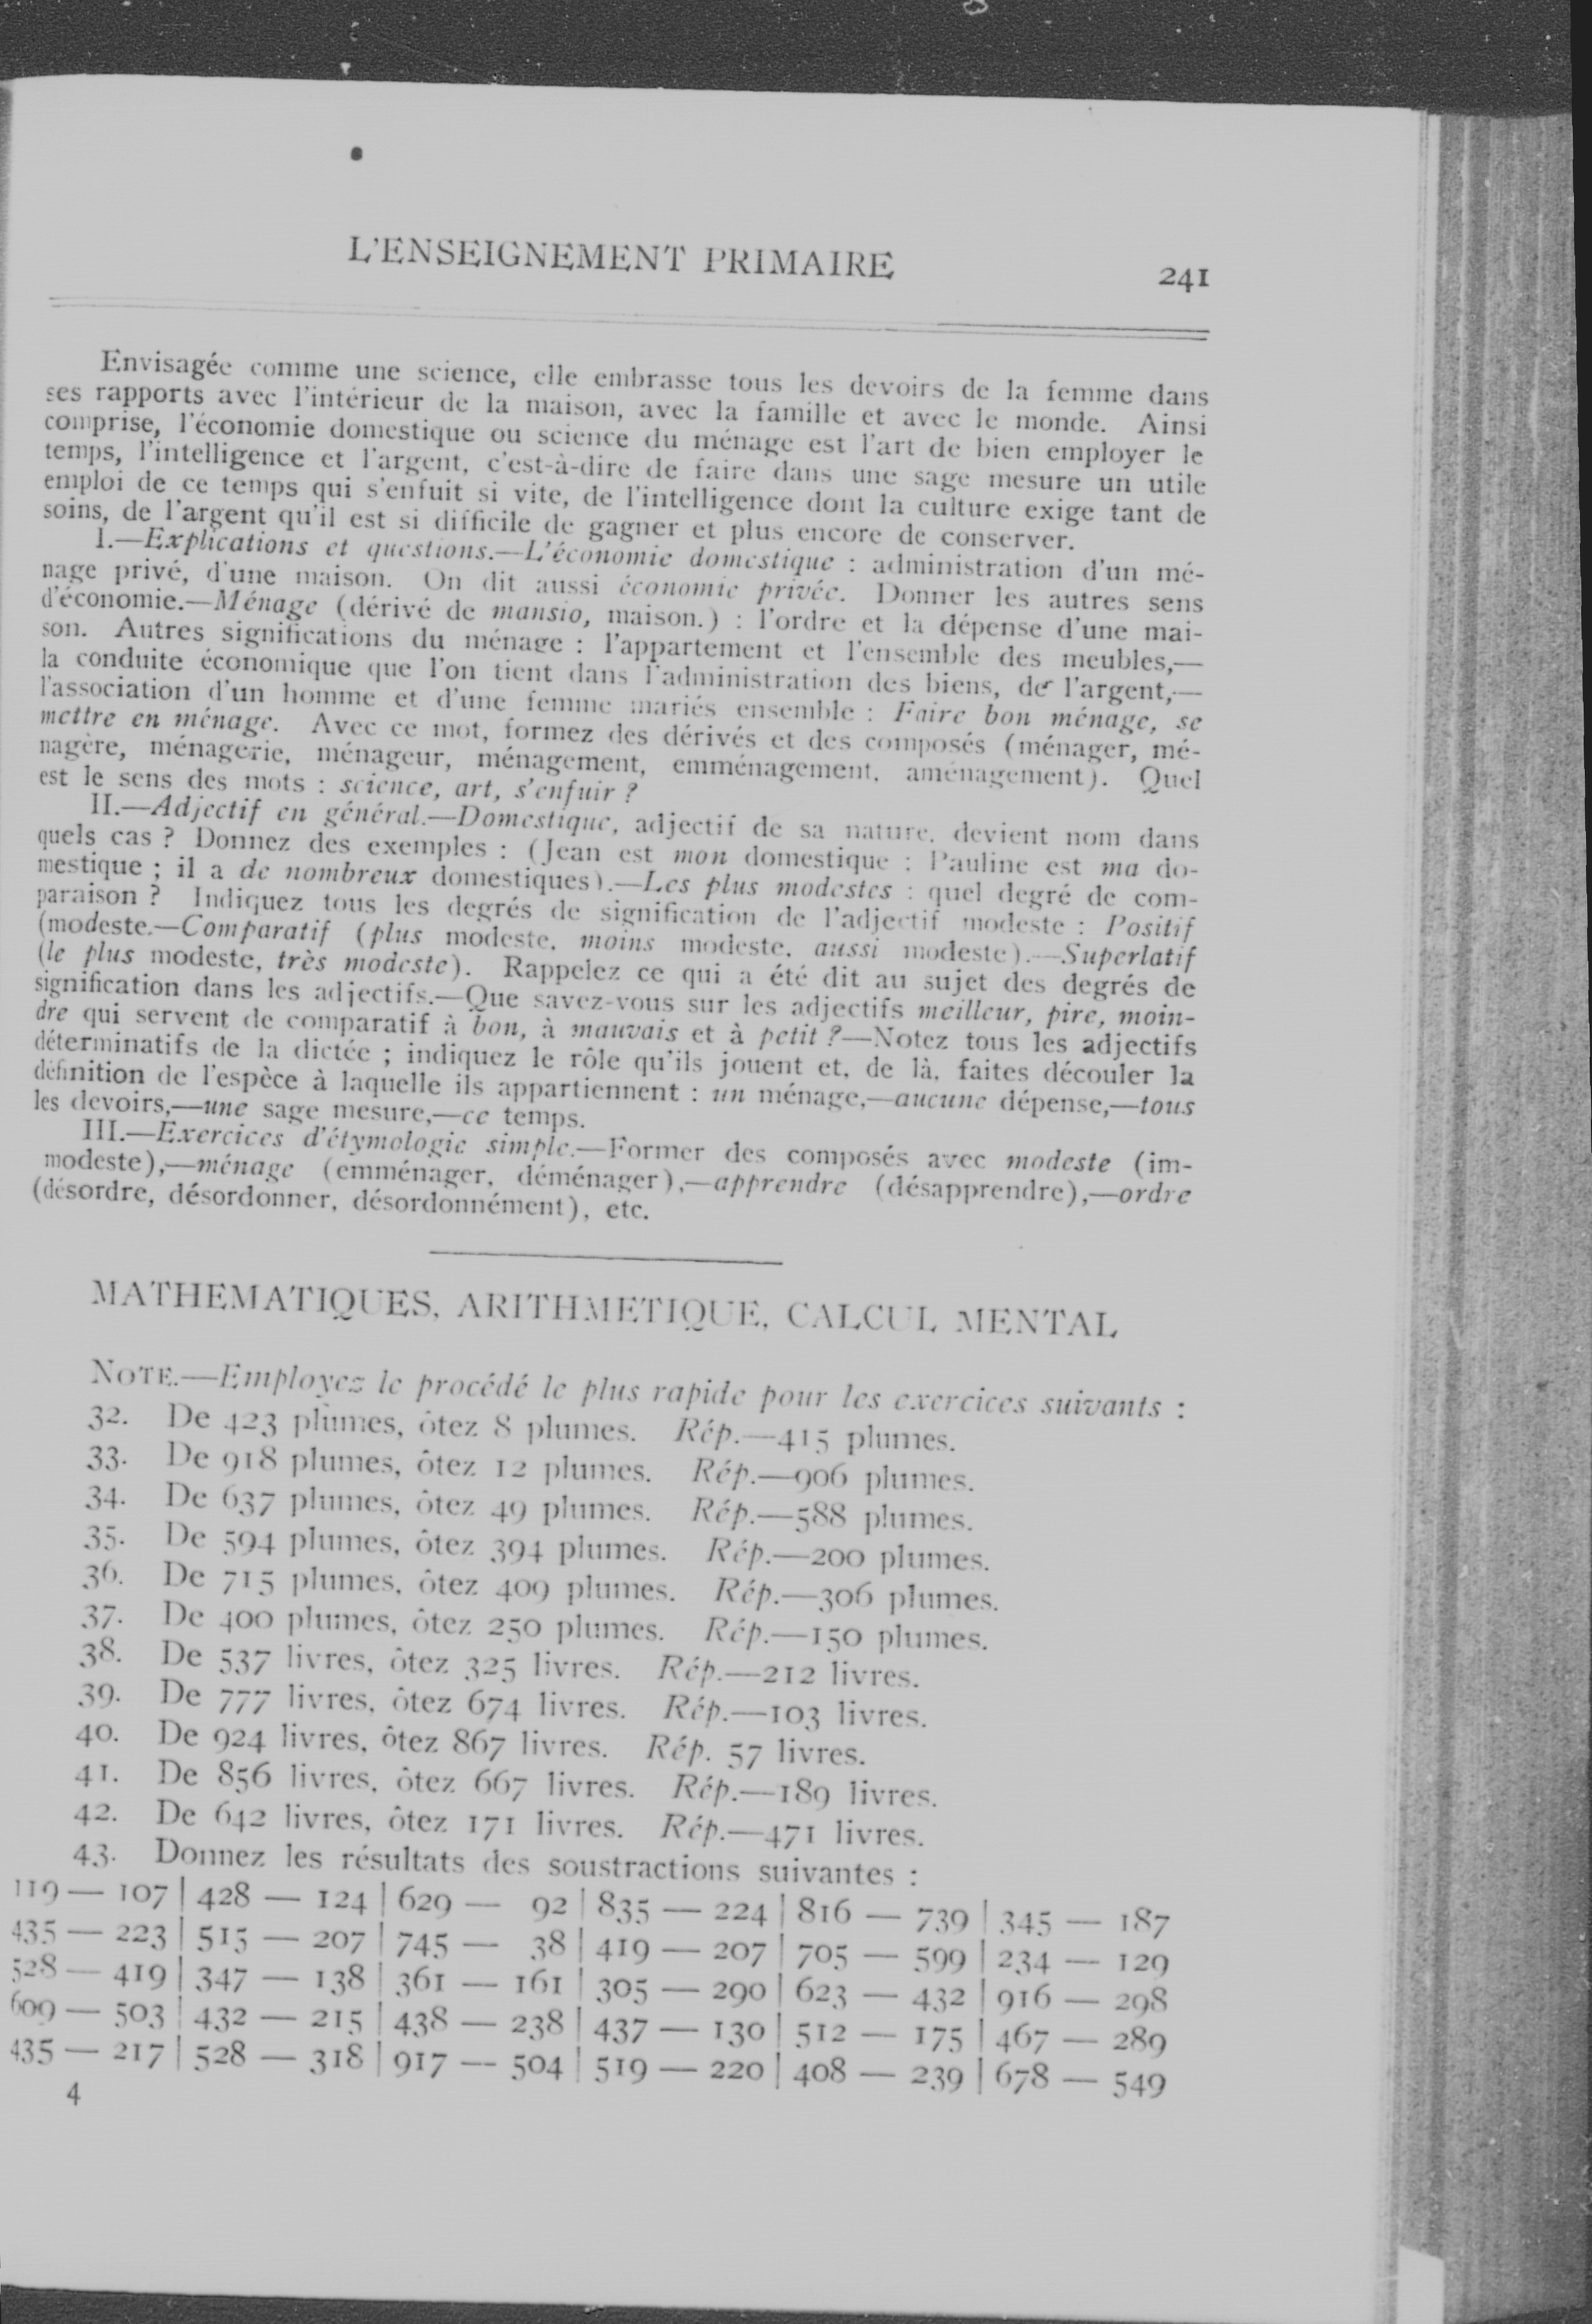 L'ENSEIGNEMENT PRIMAIRE 241
Envisagée comme une science, elle embrasse tous les devoirs de la femme dans
ses rapports avec l'intérieur de la maison, avec la famille et avec le monde. Ainsi
comprise, l'économie domestique ou science du ménage est l'art de bien employer le
temps, l'intelligence et l'argent, c'est-à-dire de faire dans une sage mesure un utile
emploi de ce temps qui s'enfuit si vite, de l'intelligence dont la culture exige tant de
soins, de l'argent qu'il est si difficile de gagner et plus encore de conserver.
I.—Explications et questions.—L'économie domestique : administration d'un mé-
nage privé, d'une maison. On dit aussi économie privée. Donner les autres sens
d'économie.—Ménage (dérivé de mansio, maison.) : l'ordre et la dépense d'une mai-
son. Autres significations du ménage : l'appartement et l'ensemble des meubles,—
la conduite économique que l'on tient dans l'administration des biens, de l'argent,—
l'association d'un homme et d'une femme mariés ensemble : Faire bon ménage, se
mettre en ménage. Avec ce mot, formez des dérivés et des composés (ménager, mé-
nagère, ménagerie, ménageur, ménagement, emménagement, aménagement). Quel
est le sens des mots : science, art, s'enfuir ?
II.—Adjectif en général.—Domestique, adjectif de sa nature, devient nom dans
quels cas ? Donnez des exemples : (Jean est mon domestique : Pauline est ma do-
mestique ; il a de nombreux domestiques).—Les plus modestes : quel degré de com-
paraison ? Indiquez tous les degrés de signification de l'adjectif modeste : Positif
(modeste.—Comparatif (plus modeste, moins modeste, aussi modeste).—Superlatif
(le plus modeste, très modeste). Rappelez ce qui a été dit au sujet des degrés de
signification dans les adjectifs.—Que savez-vous sur les adjectifs meilleur, pire, moin-
dre qui servent de comparatif à bon, à mauvais et à petit ?—Notez tous les adjectifs
déterminatifs de la dictée ; indiquez le rôle qu'ils jouent et, de là, faites découler la
définition de l'espèce à laquelle ils appartiennent : un ménage,—aucune dépense,—tous
les devoirs,—une sage mesure,—ce temps.
III.—Exercices d'étymologie simple.—Former des composés avec modeste (im-
modeste),—ménage (emménager, déménager),—apprendre (désapprendre),—ordre
(désordre, désordonner, désordonnément), etc.
MATHEMATIQUES, ARITHMETIQUE, CALCUL MENTAL
NOTE.—Employez le procédé le plus rapide pour les exercices suivants :
32. De 423 plumes, ôtez 8 plumes. Rép.—415 plumes.
33. De 918 plumes, ôtez 12 plumes. Rép.—906 plumes.
34. De 637 plumes, ôtez 49 plumes. Rép.—588 plumes.
35. De 594 plumes, ôtez 394 plumes. Rép.—200 plumes.
36. De 715 plumes, ôtez 409 plumes. Rép.—306 plumes.
37. De 400 plumes, ôtez 250 plumes. Rép.—150 plumes.
38. De 537 livres, ôtez 325 livres. Rép.—212 livres.
39. De 777 livres, ôtez 674 livres. Rép.—103 livres.
40. De 924 livres, ôtez 867 livres. Rép. 57 livres.
41. De 856 livres, ôtez 667 livres. Rép.—189 livres.
42. De 642 livres, ôtez 171 livres. Rép.—471 livres.
43. Donnez les résultats des soustractions suivantes :
119 — 107 | 428 — 124 | 629 — 92 | 835 — 224 | 816 — 739 | 345 — 187
435 — 223 | 515 — 207 | 745 — 38 | 419 — 207 | 705 — 599 | 234 — 129
528 — 419 | 347 — 138 | 361 — 161 | 305 — 290 | 623 — 432 | 916 — 298
609 — 503 | 432 — 215 | 438 — 238 | 437 — 130 | 512 — 175 | 467 — 289
435 — 217 | 528 — 318 | 917 — 504 | 519 — 220 | 408 — 239 | 678 — 549
4